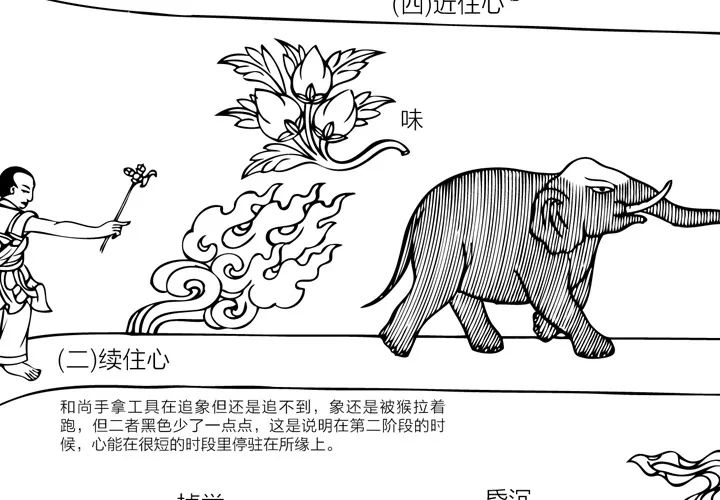 (四)近住心
味
(二)续住心
和尚手拿工具在追象但还是追不到，象还是被猴拉着
跑，但二者黑色少了一点点，这是说明在第二阶段的时
候，心能在很短的时段里停驻在所缘上。
昏沉